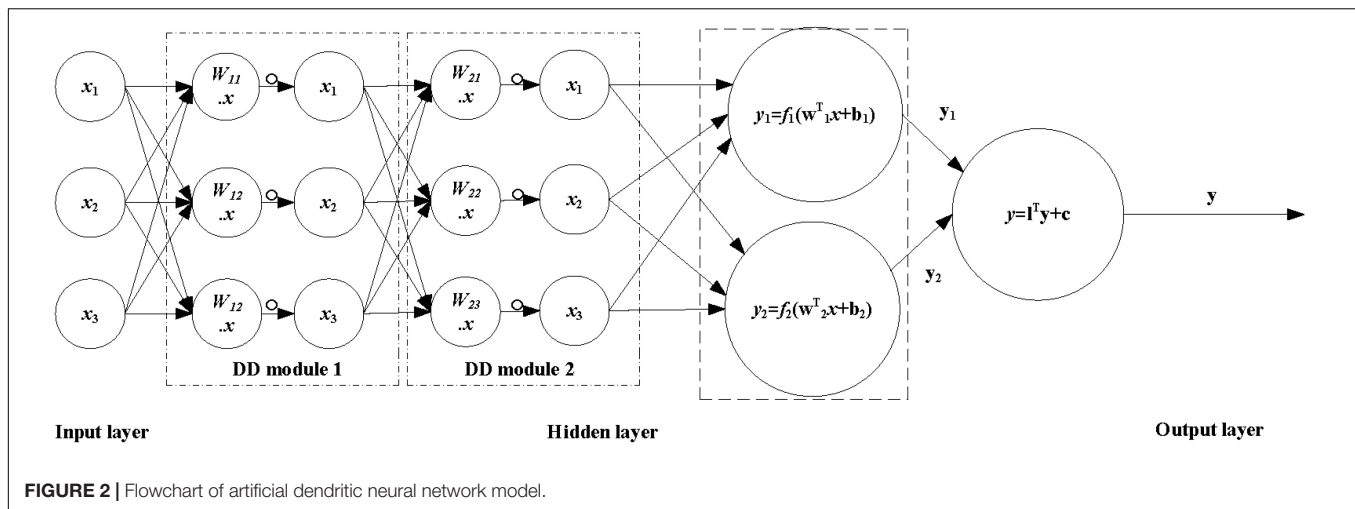 x1 W11 .x x1 W21 .x x1 y1=f1(wT1x+b1) y1
x2 W12 .x x2 W22 .x x2 y=lTy+c y
x3 W12 .x x3 W23 .x x3 y2=f2(wT2x+b2) y2
DD module 1 DD module 2
Input layer Hidden layer Output layer
FIGURE 2 | Flowchart of artificial dendritic neural network model.